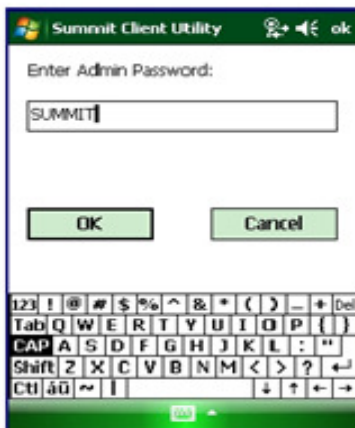 Summit Client Utility ok
Enter Admin Password:
SUMMIT
OK Cancel
123 ! @ # $ % ^ & * ( ) _ + Del
Tab Q W E R T Y U I O P { }
CAP A S D F G H J K L : "
Shift Z X C V B N M < > ? ↵
Ctl áü ~ | ↓ ↑ ← →